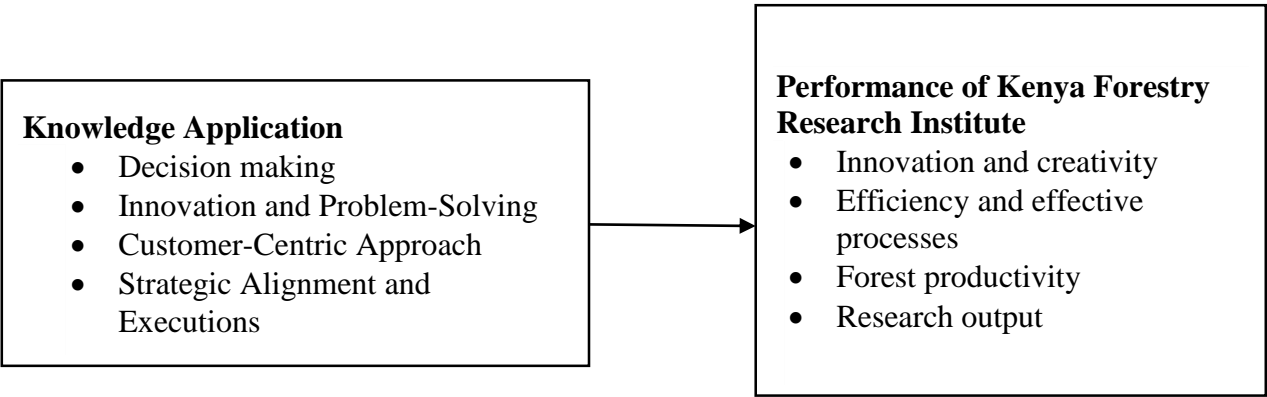 Knowledge Application
• Decision making
• Innovation and Problem-Solving
• Customer-Centric Approach
• Strategic Alignment and
Executions
Performance of Kenya Forestry
Research Institute
• Innovation and creativity
• Efficiency and effective
processes
• Forest productivity
• Research output